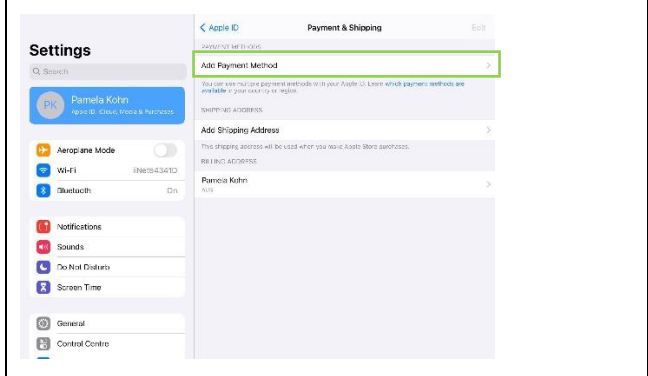 Settings
Search
PK
Pamela Kohn
Apple ID, iCloud, Media & Purchases
Aeroplane Mode
Wi-Fi
Bluetooth
On
Notifications
Sounds
Do Not Disturb
Screen Time
General
Control Centre
Apple ID
Payment & Shipping
Edit
PAYMENT METHODS
Add Payment Method
You can use multiple payment methods with your Apple ID. Learn which payment methods are
available in your country or region.
SHIPPING ADDRESS
Add Shipping Address
This shipping address will be used when you make Apple Store purchases.
BILLING ADDRESS
Pamela Kohn
AUS